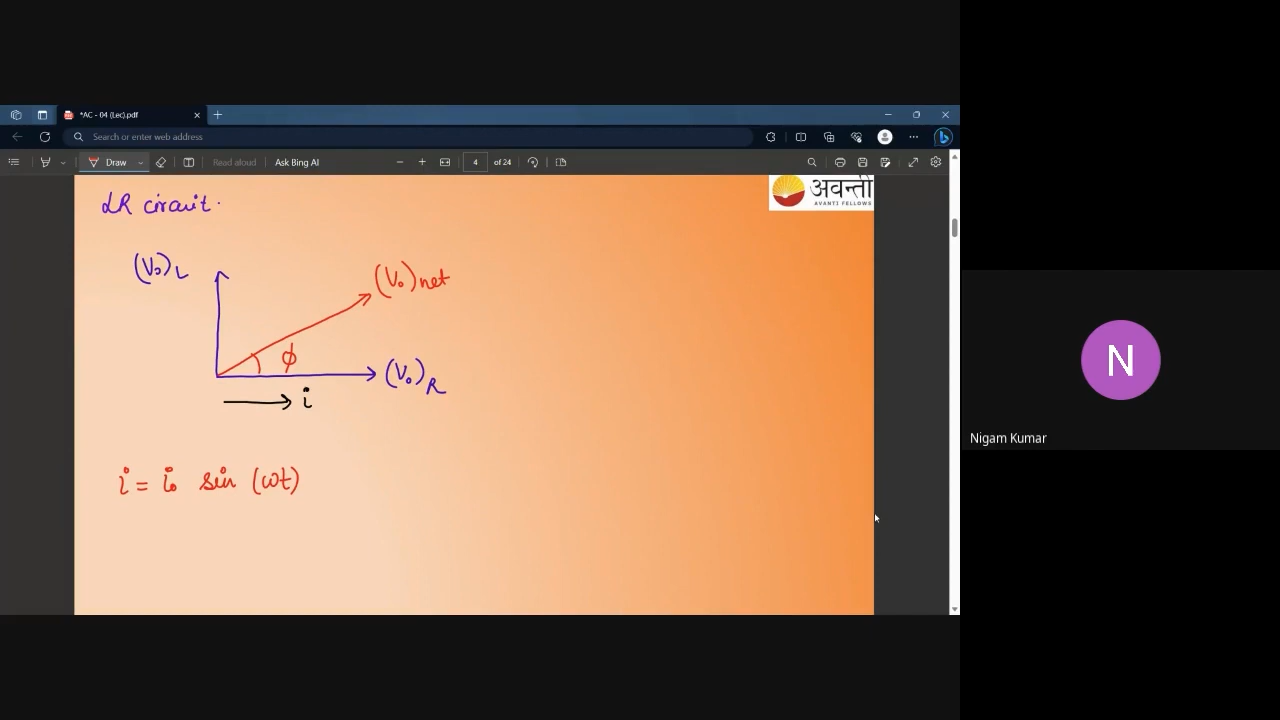 *AC - 04 (Lec).pdf
Search or enter web address
Draw
Read aloud
Ask Bing AI
4 of 24
LR circuit.
अवन्ती
AVANTI FELLOWS
(V₀)L
(V₀)net
ϕ
(V₀)R
i
i = i₀ sin (ωt)
N
Nigam Kumar